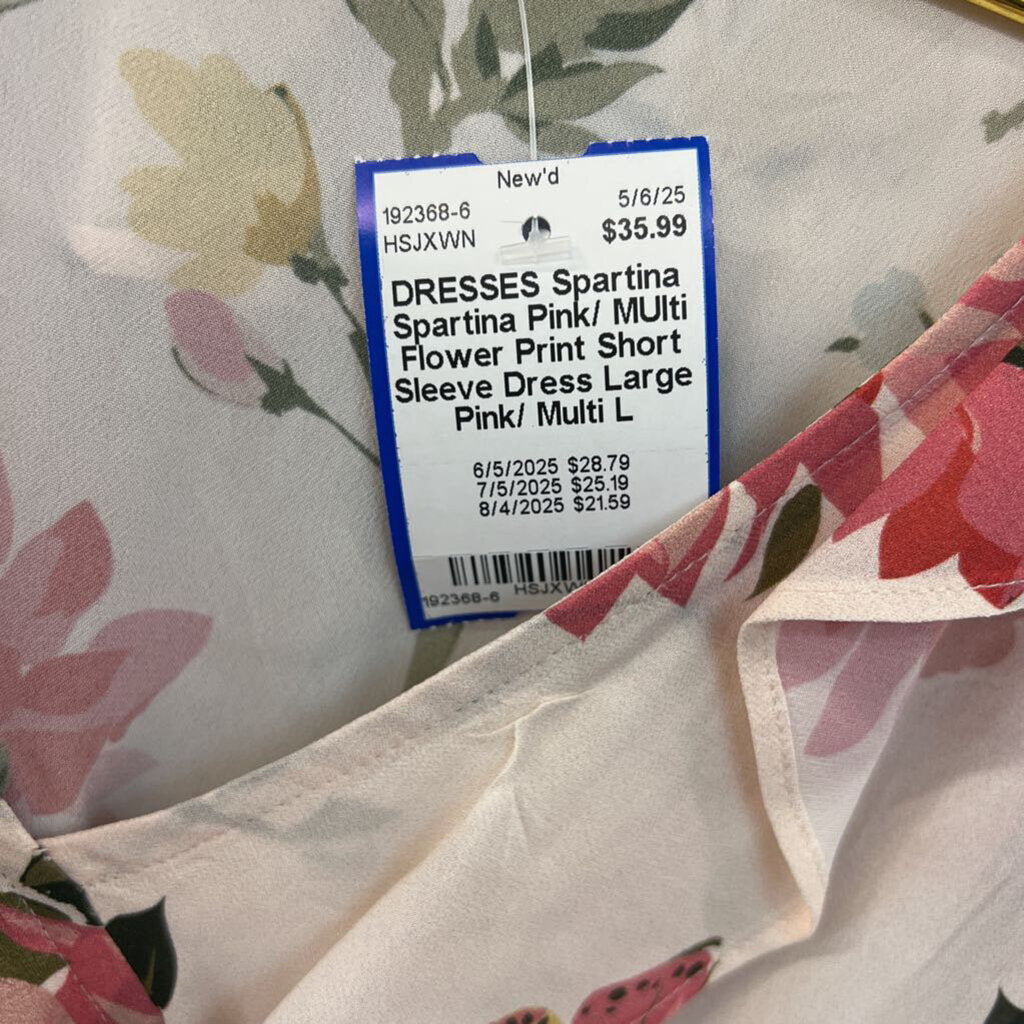 New'd
192368-6 5/6/25
HSJXWN $35.99
DRESSES Spartina
Spartina Pink/ MUlti
Flower Print Short
Sleeve Dress Large
Pink/ Multi L
6/5/2025 $28.79
7/5/2025 $25.19
8/4/2025 $21.59
192368-6